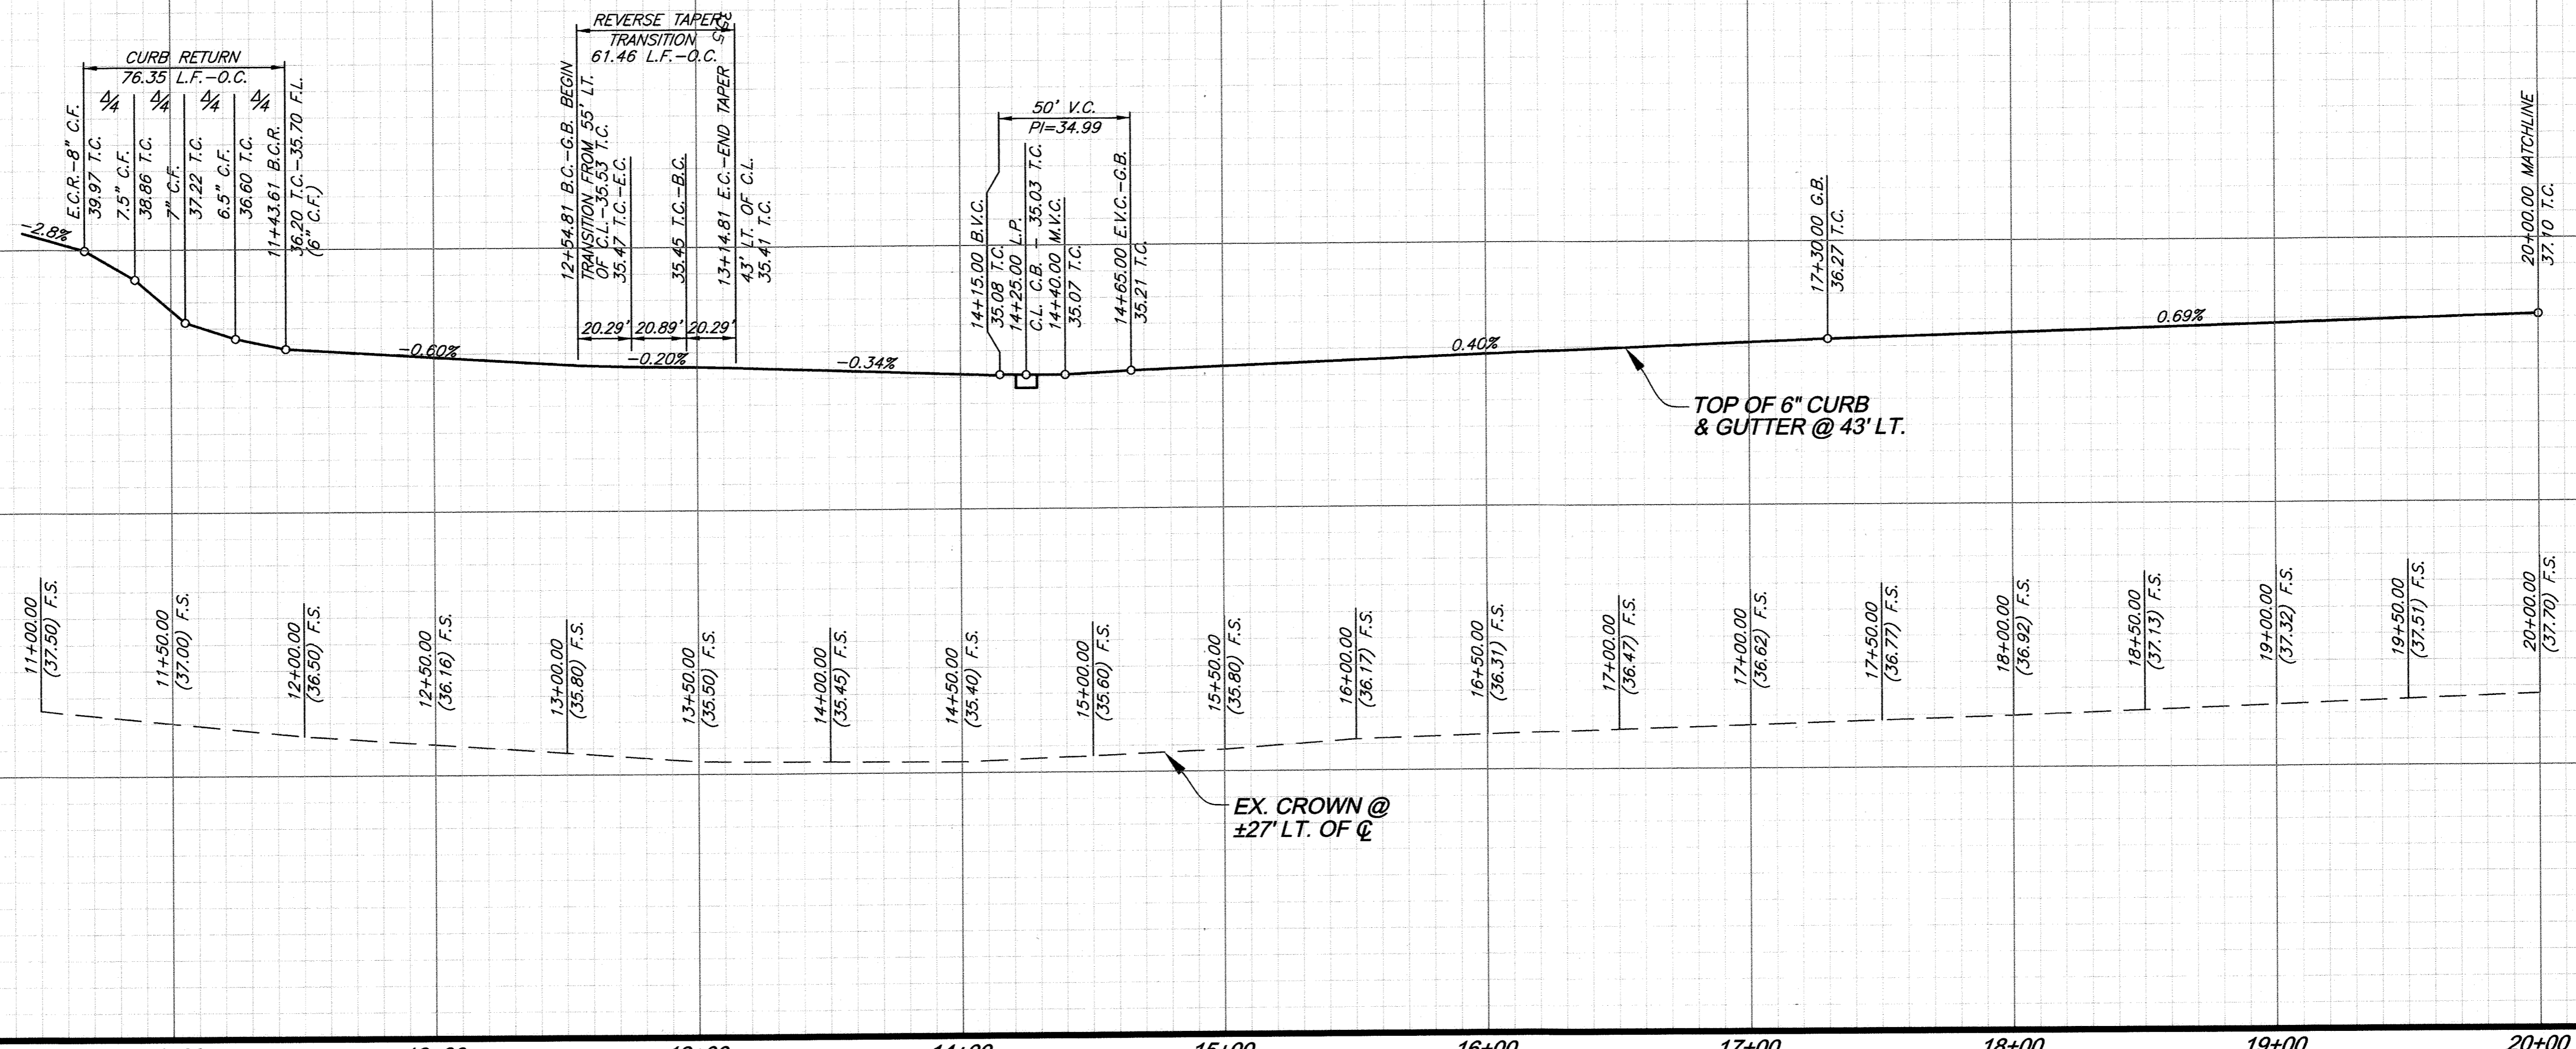 CURB RETURN
76.35 L.F.-O.C.
Δ/4 Δ/4 Δ/4 Δ/4
-2.8%
E.C.R.-8" C.F.
39.97 T.C.
7.5" C.F.
38.86 T.C.
7" C.F.
37.22 T.C.
6.5" C.F.
36.60 T.C.
11+43.61 B.C.R.
36.20 T.C.-35.70 F.L.
(6" C.F.)
-0.60%
REVERSE TAPER
TRANSITION
61.46 L.F.-O.C.
12+54.81 B.C.-G.B. BEGIN
TRANSITION FROM 55' LT.
OF C.L.-35.53 T.C.
35.47 T.C.-E.C.
35.45 T.C.-B.C.
13+14.81 E.C.-END TAPER
43' LT. OF C.L.
35.41 T.C.
20.29' 20.89' 20.29'
-0.20%
-0.34%
50' V.C.
PI=34.99
14+15.00 B.V.C.
35.08 T.C.
14+25.00 L.P.
C.L. C.B. - 35.03 T.C.
14+40.00 M.V.C.
35.07 T.C.
14+65.00 E.V.C.-G.B.
35.21 T.C.
0.40%
17+30.00 G.B.
36.27 T.C.
0.69%
20+00.00 MATCHLINE
37.10 T.C.
TOP OF 6" CURB
& GUTTER @ 43' LT.
11+00.00
(37.50) F.S.
11+50.00
(37.00) F.S.
12+00.00
(36.50) F.S.
12+50.00
(36.16) F.S.
13+00.00
(35.80) F.S.
13+50.00
(35.50) F.S.
14+00.00
(35.45) F.S.
14+50.00
(35.40) F.S.
15+00.00
(35.60) F.S.
15+50.00
(35.80) F.S.
16+00.00
(36.17) F.S.
16+50.00
(36.31) F.S.
17+00.00
(36.47) F.S.
17+00.00
(36.62) F.S.
17+50.00
(36.77) F.S.
18+00.00
(36.92) F.S.
18+50.00
(37.13) F.S.
19+00.00
(37.32) F.S.
19+50.00
(37.51) F.S.
20+00.00
(37.70) F.S.
EX. CROWN @
±27' LT. OF ℄
14+00 15+00 16+00 17+00 18+00 19+00 20+00